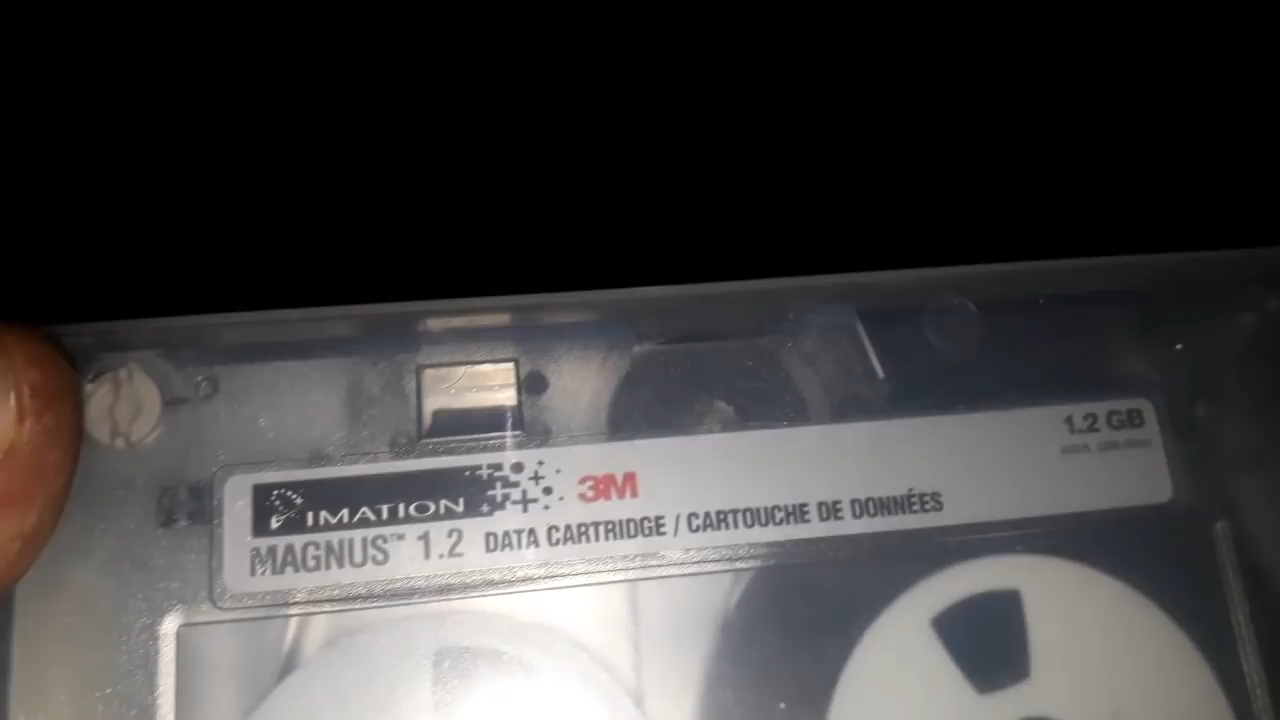 1.2 GB
IMATION 3M
MAGNUS™ 1.2 DATA CARTRIDGE / CARTOUCHE DE DONNÉES